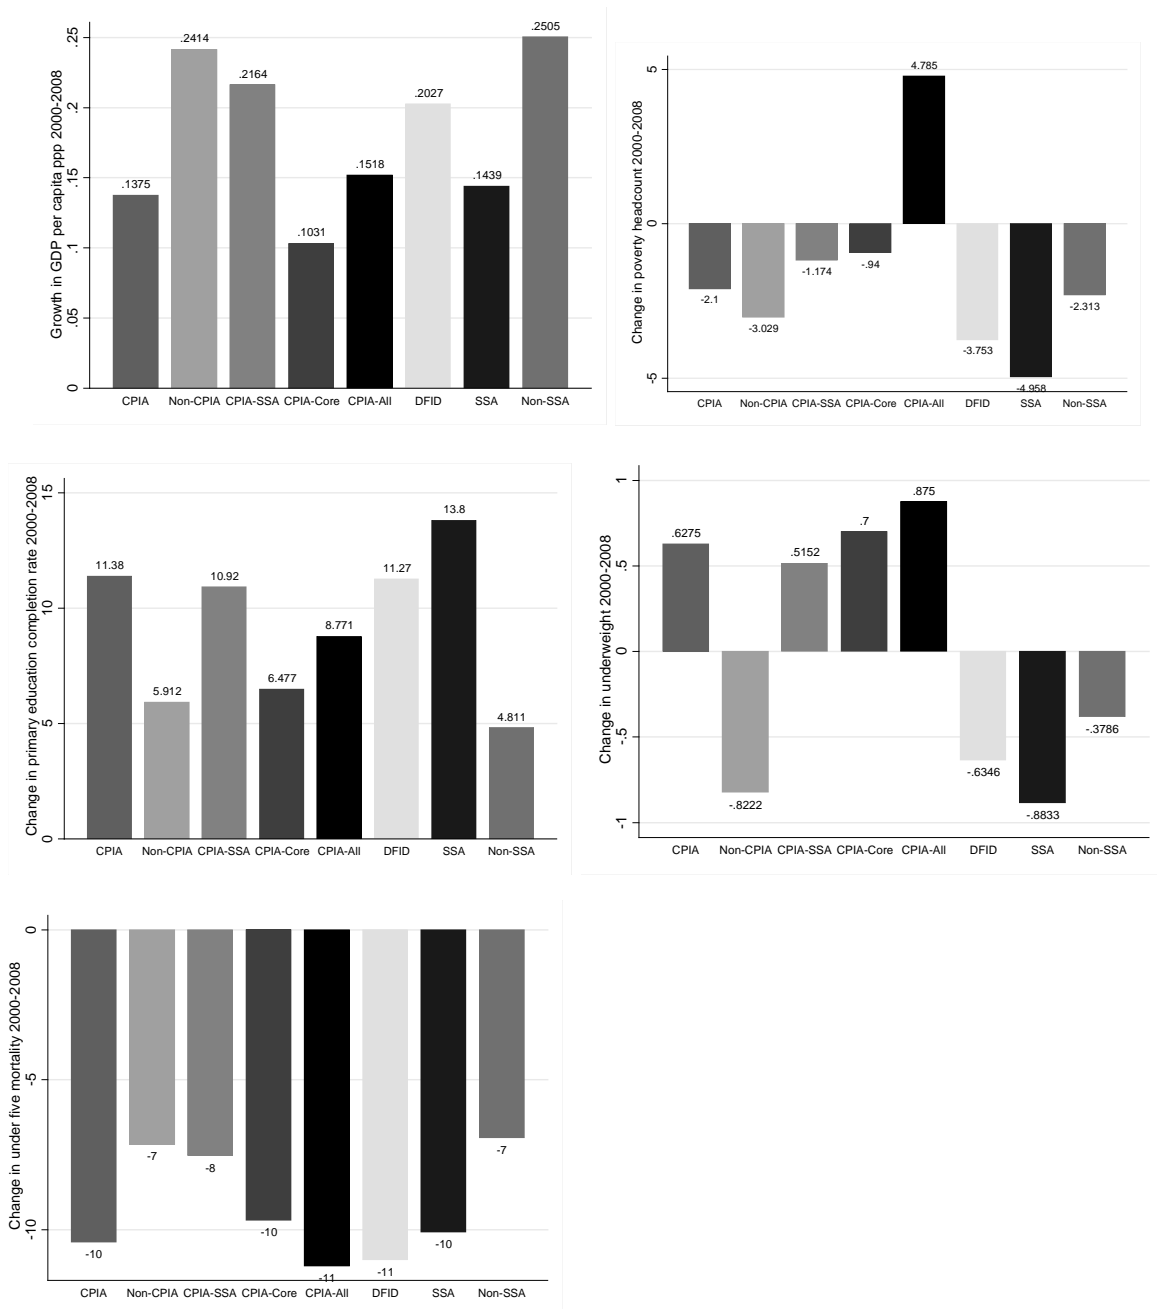 Growth in GDP per capita ppp 2000-2008
0 .05 .1 .15 .2 .25
.1375 .2414 .2164 .1031 .1518 .2027 .1439 .2505
CPIA Non-CPIA CPIA-SSA CPIA-Core CPIA-All DFID SSA Non-SSA
Change in poverty headcount 2000-2008
-5 0 5
-2.1 -3.029 -1.174 -.94 4.785 -3.753 -4.958 -2.313
CPIA Non-CPIA CPIA-SSA CPIA-Core CPIA-All DFID SSA Non-SSA
Change in primary education completion rate 2000-2008
0 5 10 15
11.38 5.912 10.92 6.477 8.771 11.27 13.8 4.811
CPIA Non-CPIA CPIA-SSA CPIA-Core CPIA-All DFID SSA Non-SSA
Change in underweight 2000-2008
-1 -.5 0 .5 1
.6275 -.8222 .5152 .7 .875 -.6346 -.8833 -.3786
CPIA Non-CPIA CPIA-SSA CPIA-Core CPIA-All DFID SSA Non-SSA
Change in under five mortality 2000-2008
-10 -5 0
-10 -7 -8 -10 -11 -11 -10 -7
CPIA Non-CPIA CPIA-SSA CPIA-Core CPIA-All DFID SSA Non-SSA